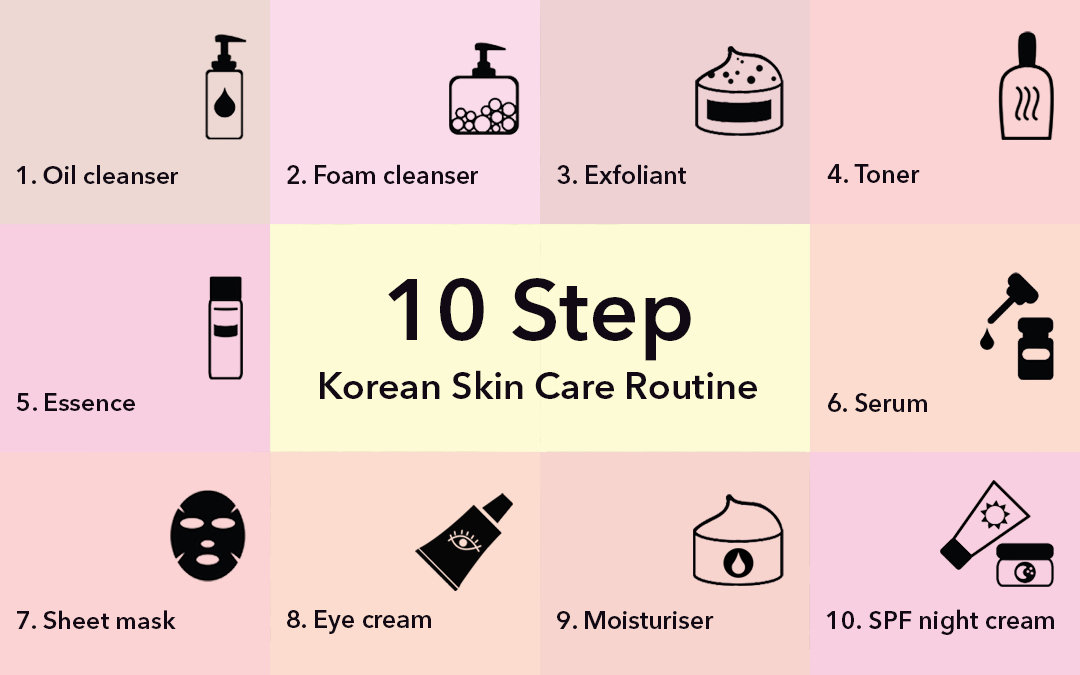 1. Oil cleanser
2. Foam cleanser
3. Exfoliant
4. Toner
5. Essence
10 Step
Korean Skin Care Routine
6. Serum
7. Sheet mask
8. Eye cream
9. Moisturiser
10. SPF night cream